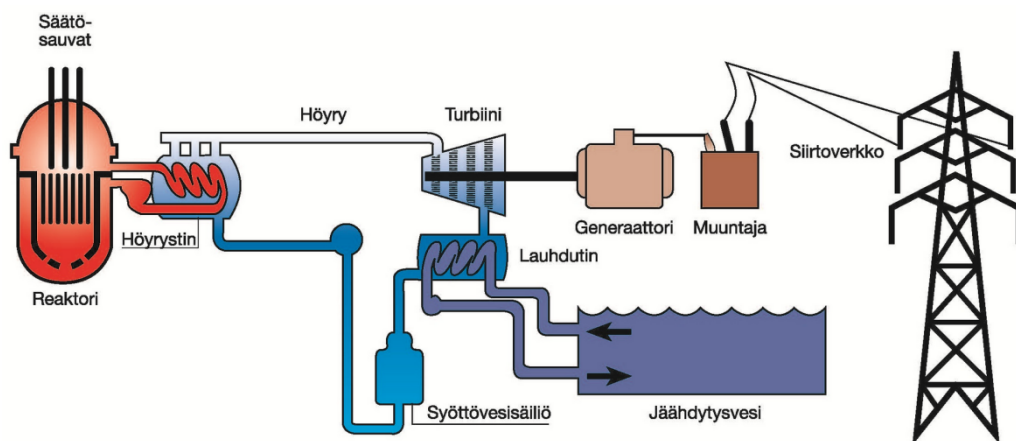 Säätö-
sauvat
Höyry
Turbiini
Siirtoverkko
Generaattori
Muuntaja
Höyrystin
Lauhdutin
Reaktori
Syöttövesisäiliö
Jäähdytysvesi